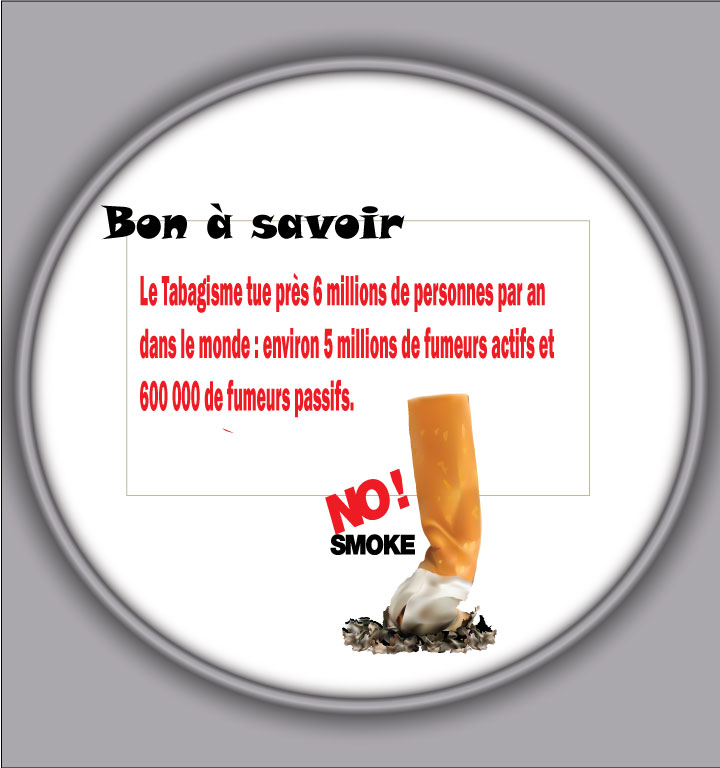 Bon à savoir
Le Tabagisme tue près 6 millions de personnes par an
dans le monde : environ 5 millions de fumeurs actifs et
600 000 de fumeurs passifs.
NO!
SMOKE